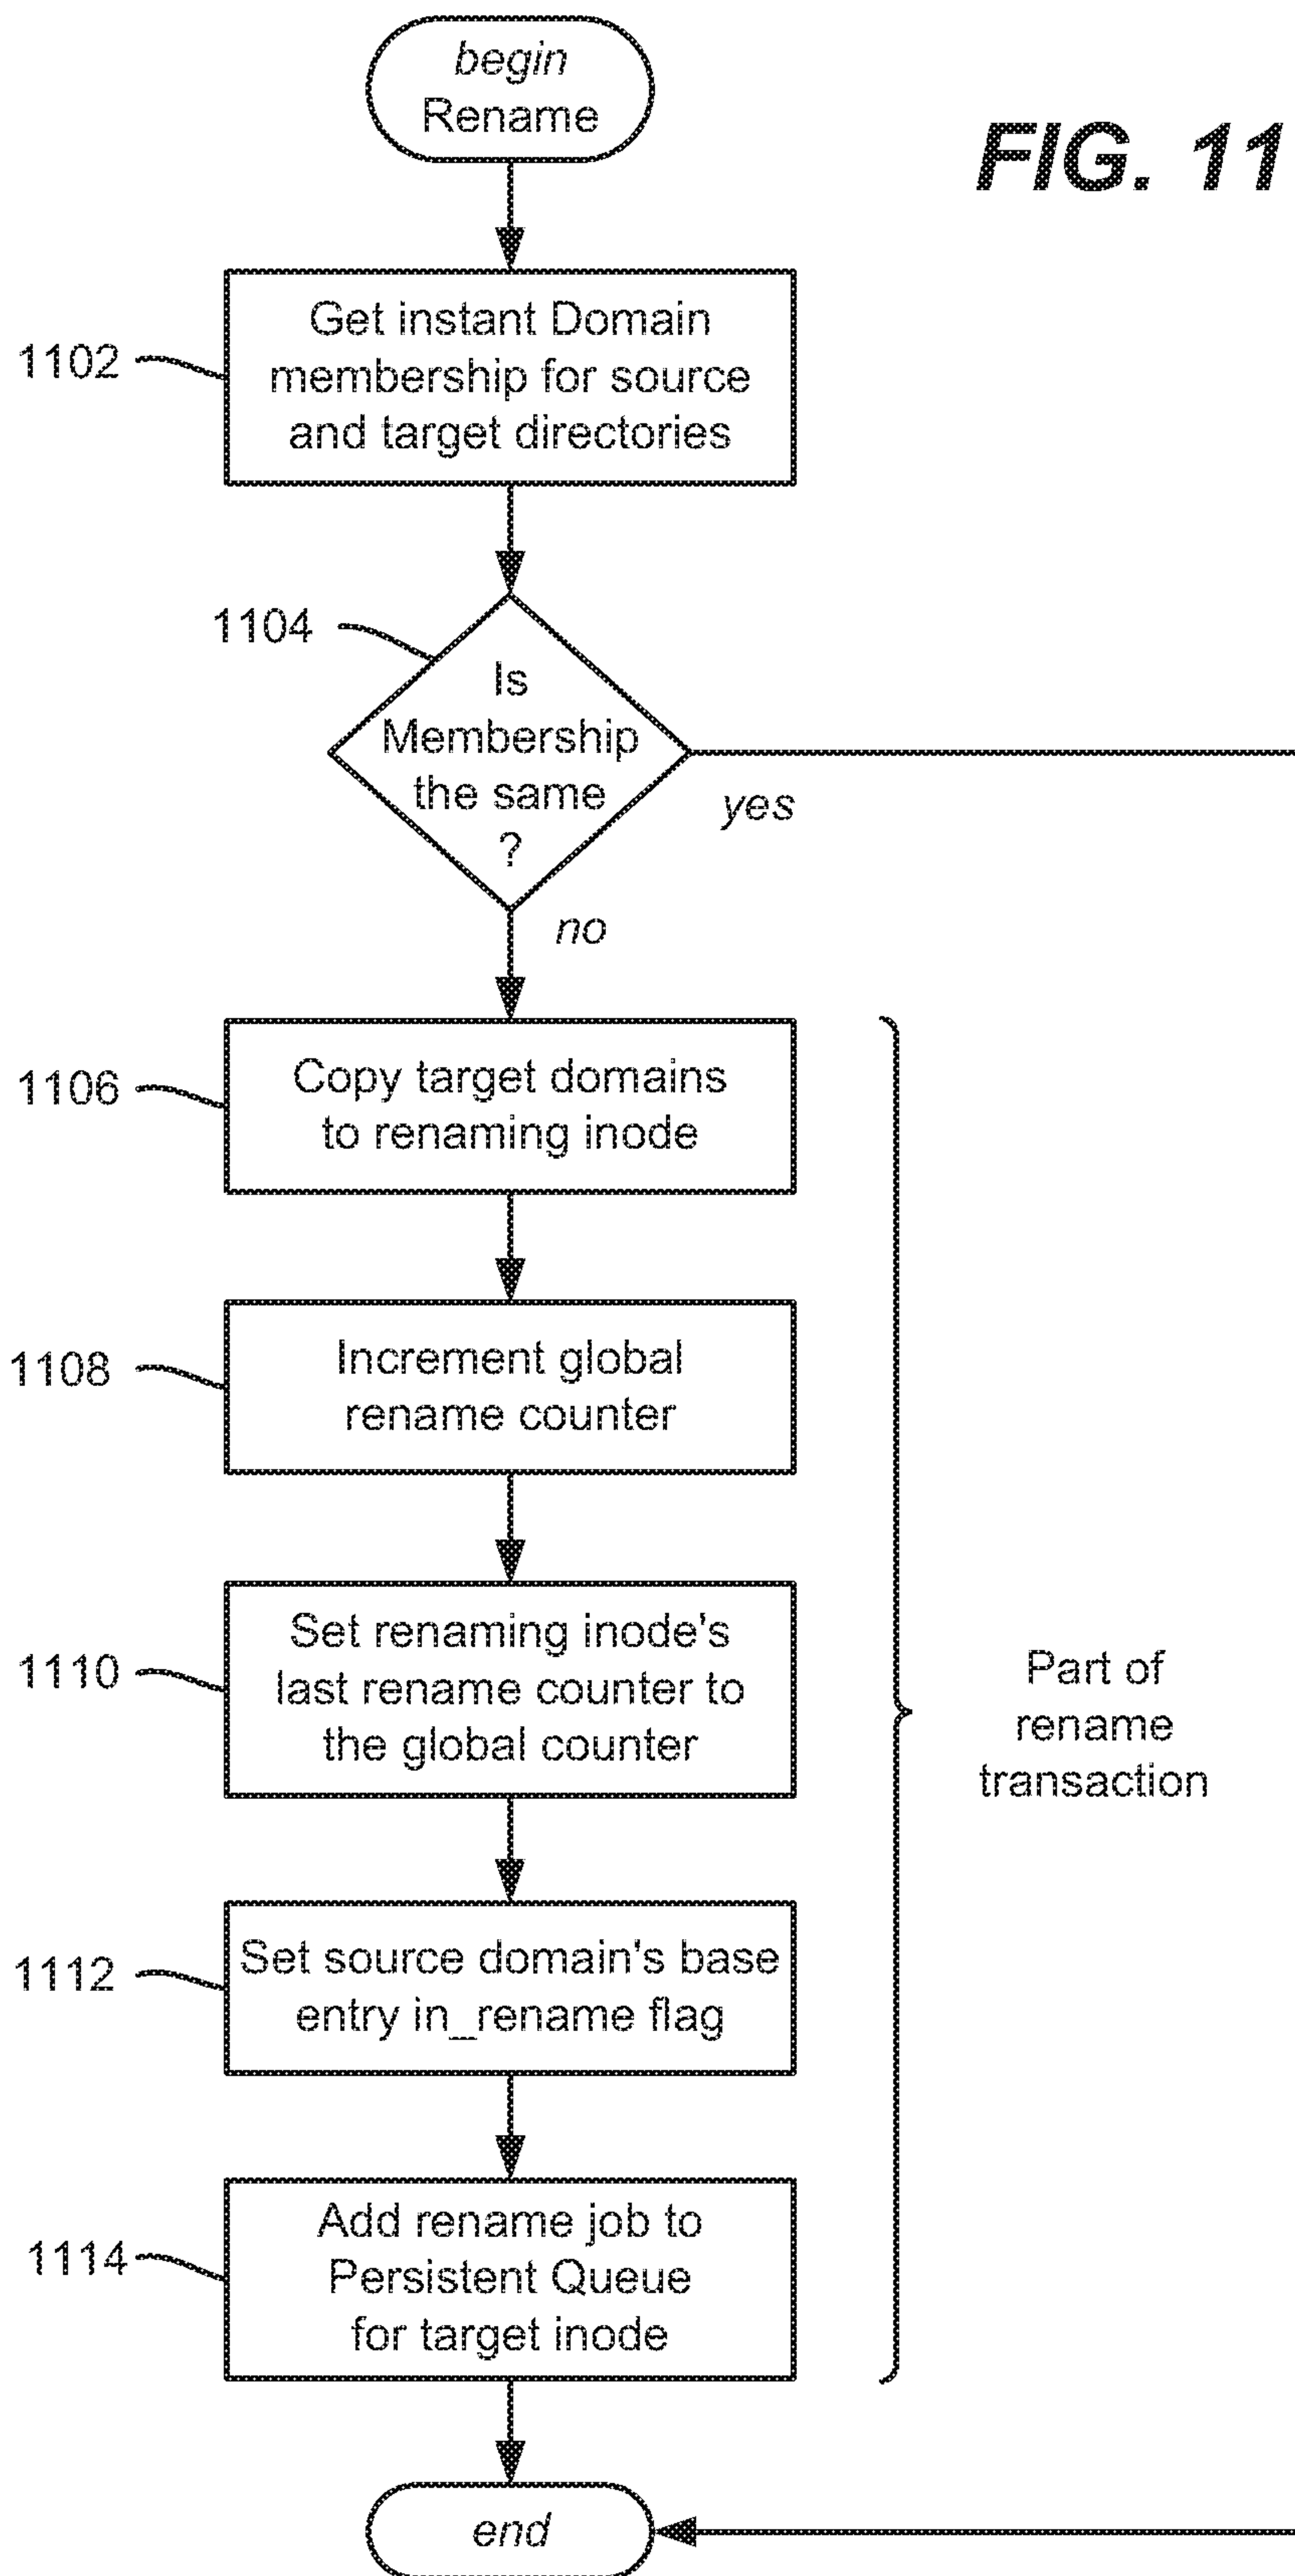 begin
Rename
FIG. 11
1102
Get instant Domain
membership for source
and target directories
1104
Is
Membership
the same
?
yes
no
1106
Copy target domains
to renaming inode
1108
Increment global
rename counter
1110
Set renaming inode's
last rename counter to
the global counter
Part of
rename
transaction
1112
Set source domain's base
entry in_rename flag
1114
Add rename job to
Persistent Queue
for target inode
end